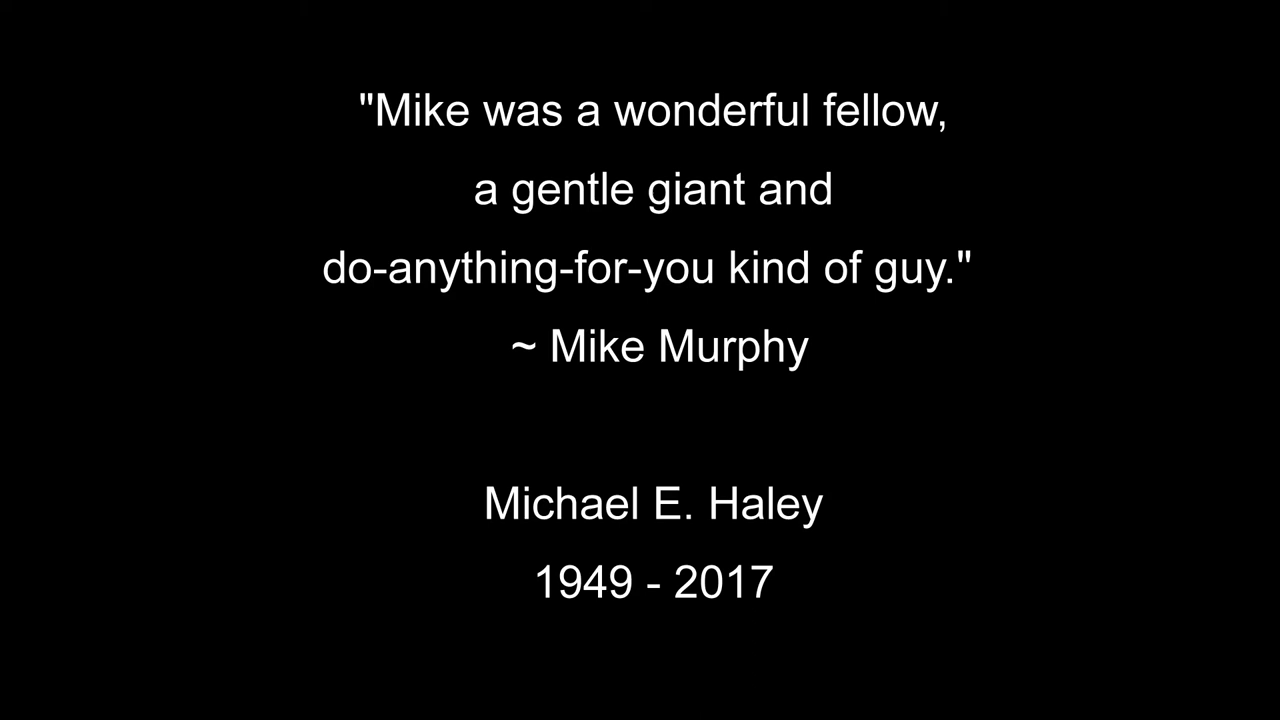 "Mike was a wonderful fellow,
a gentle giant and
do-anything-for-you kind of guy."
~ Mike Murphy
Michael E. Haley
1949 - 2017